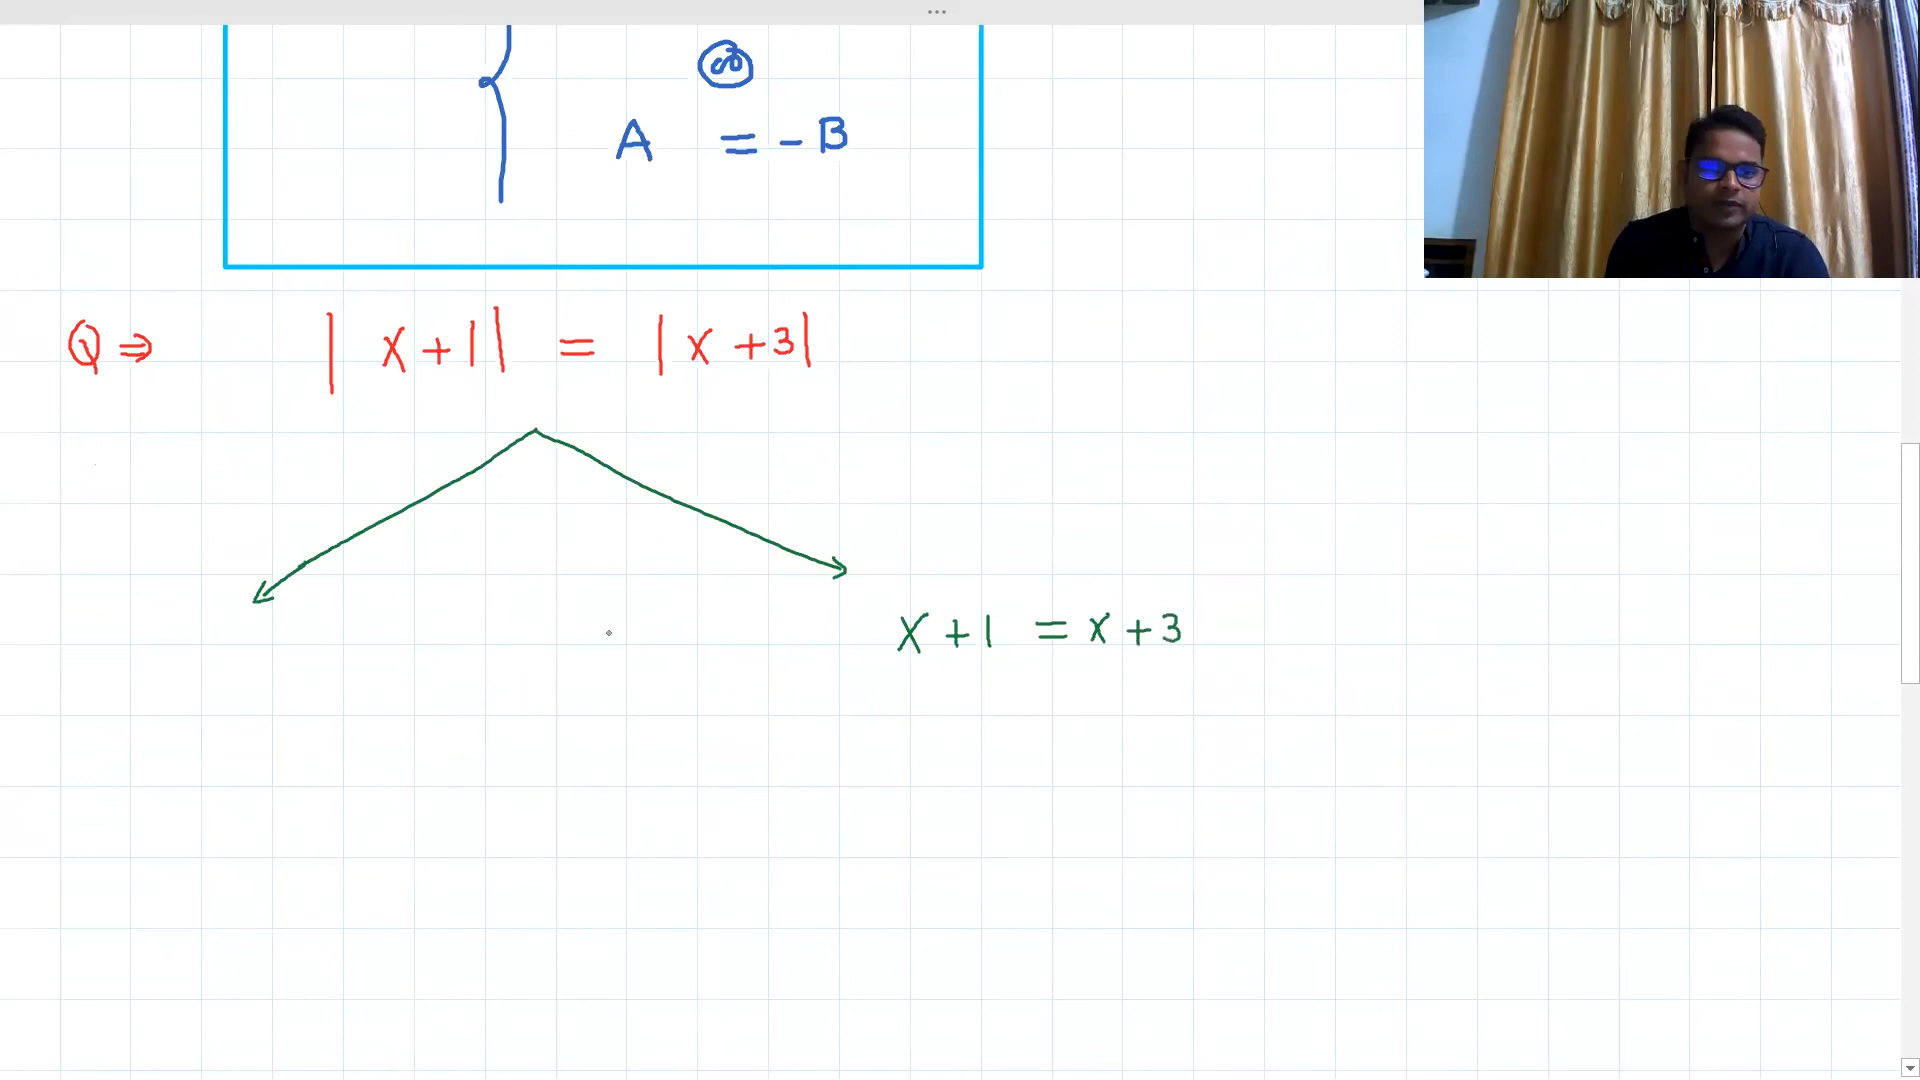 A = - B
Q ⇒ | x + 1 | = | x + 3 |
x + 1 = x + 3